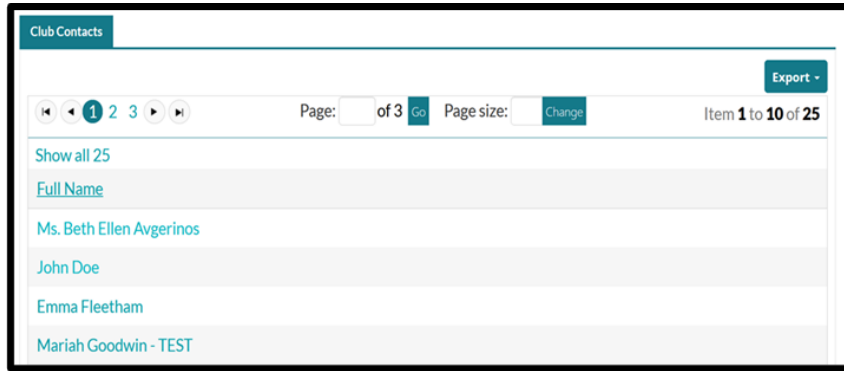 Club Contacts
Export
1 2 3 Page: of 3 Go Page size: Change Item 1 to 10 of 25
Show all 25
Full Name
Ms. Beth Ellen Avgerinos
John Doe
Emma Fleetham
Mariah Goodwin - TEST